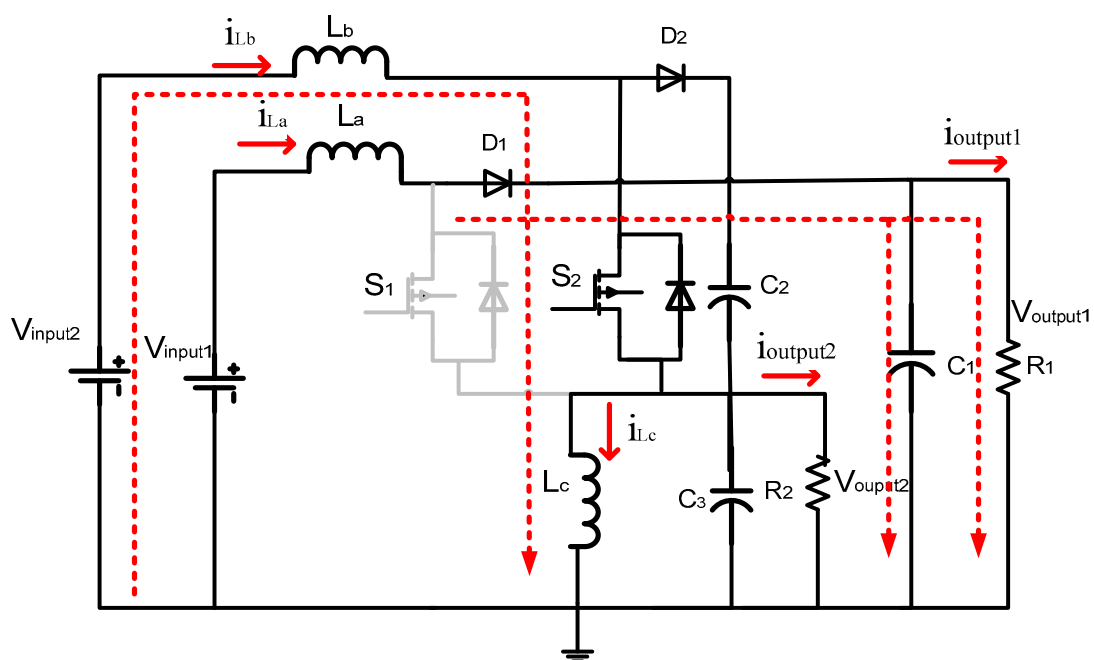 iLb
Lb
D2
iLa
La
D1
ioutput1
S1
S2
C2
Vinput2
Vinput1
Voutput1
ioutput2
C1
R1
iLc
Lc
C3
R2
Vouput2